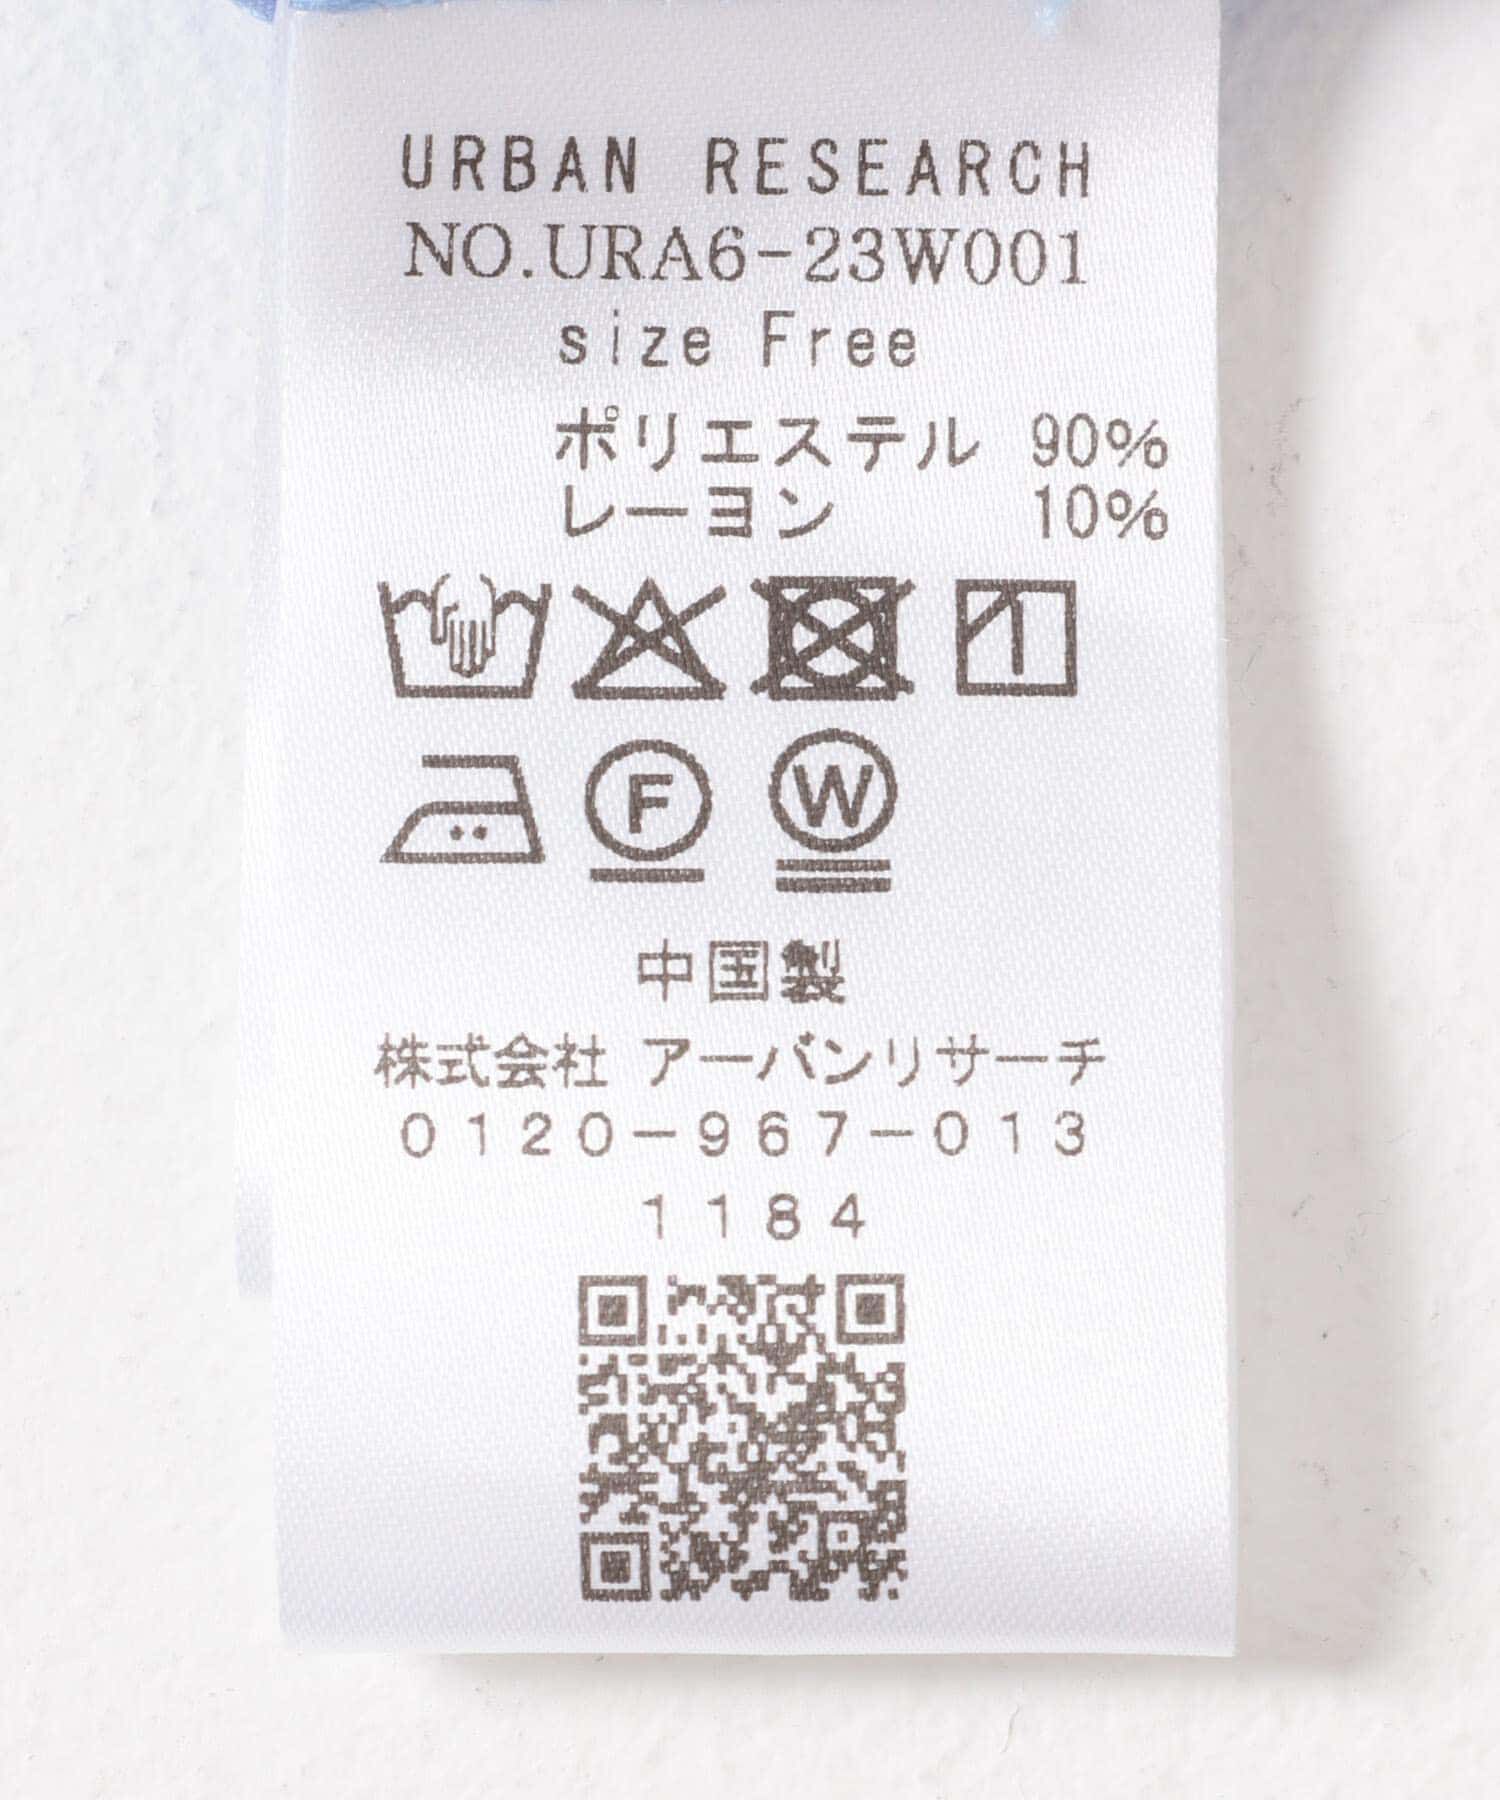 URBAN RESEARCH
NO.URA6-23W001
size Free
ポリエステル 90%
レーヨン 10%
F W
中国製
株式会社 アーバンリサーチ
0120-967-013
1184